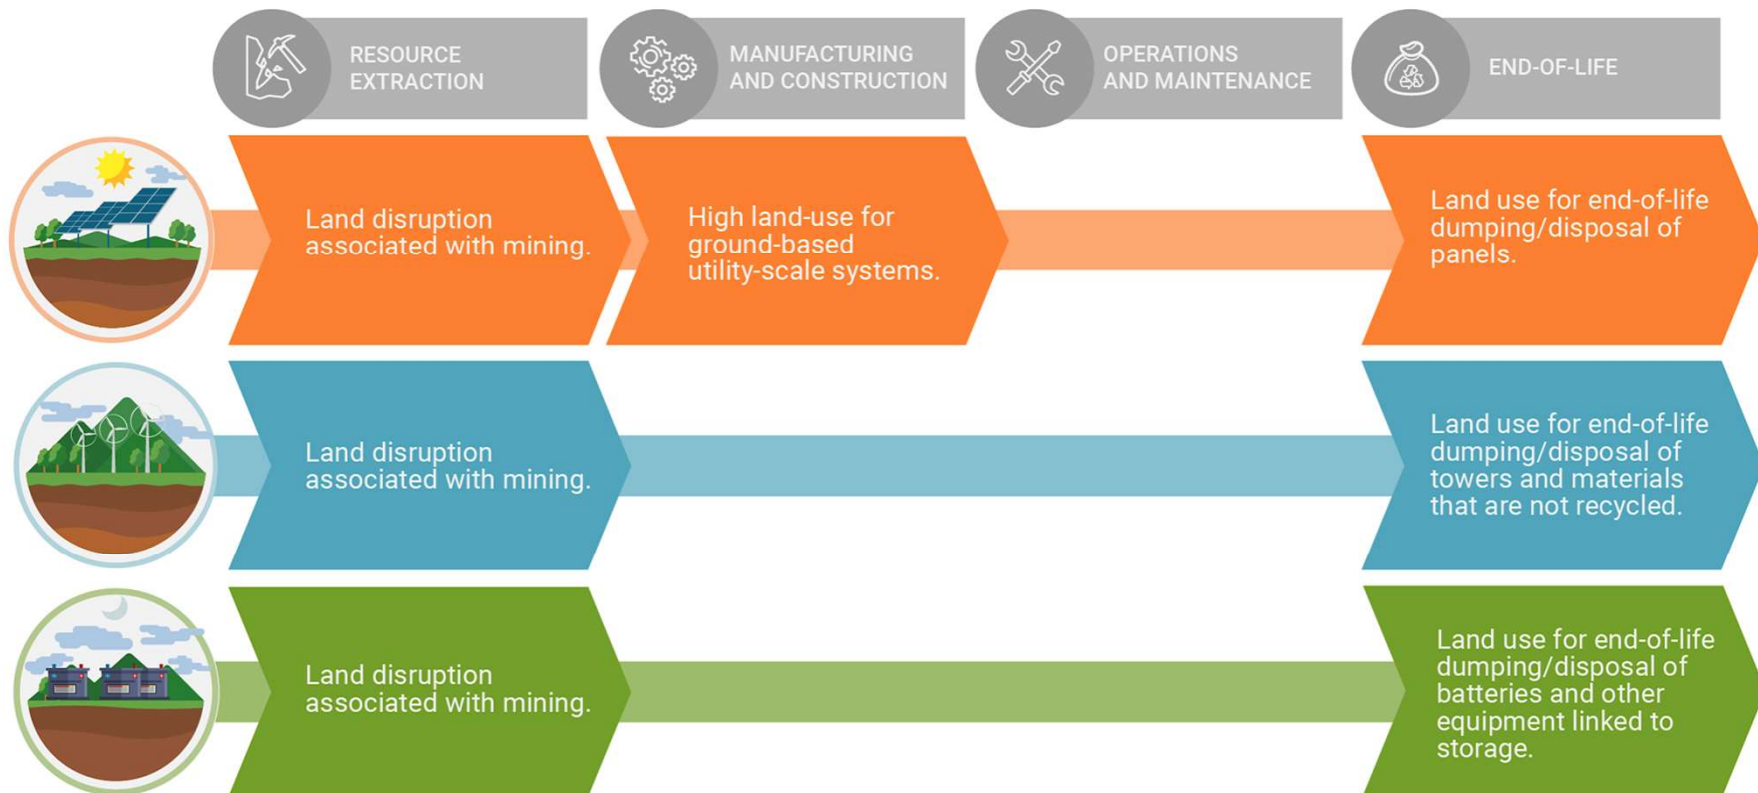 RESOURCE
EXTRACTION
MANUFACTURING
AND CONSTRUCTION
OPERATIONS
AND MAINTENANCE
END-OF-LIFE
Land disruption
associated with mining.
High land-use for
ground-based
utility-scale systems.
Land use for end-of-life
dumping/disposal of
panels.
Land disruption
associated with mining.
Land use for end-of-life
dumping/disposal of
towers and materials
that are not recycled.
Land disruption
associated with mining.
Land use for end-of-life
dumping/disposal of
batteries and other
equipment linked to
storage.